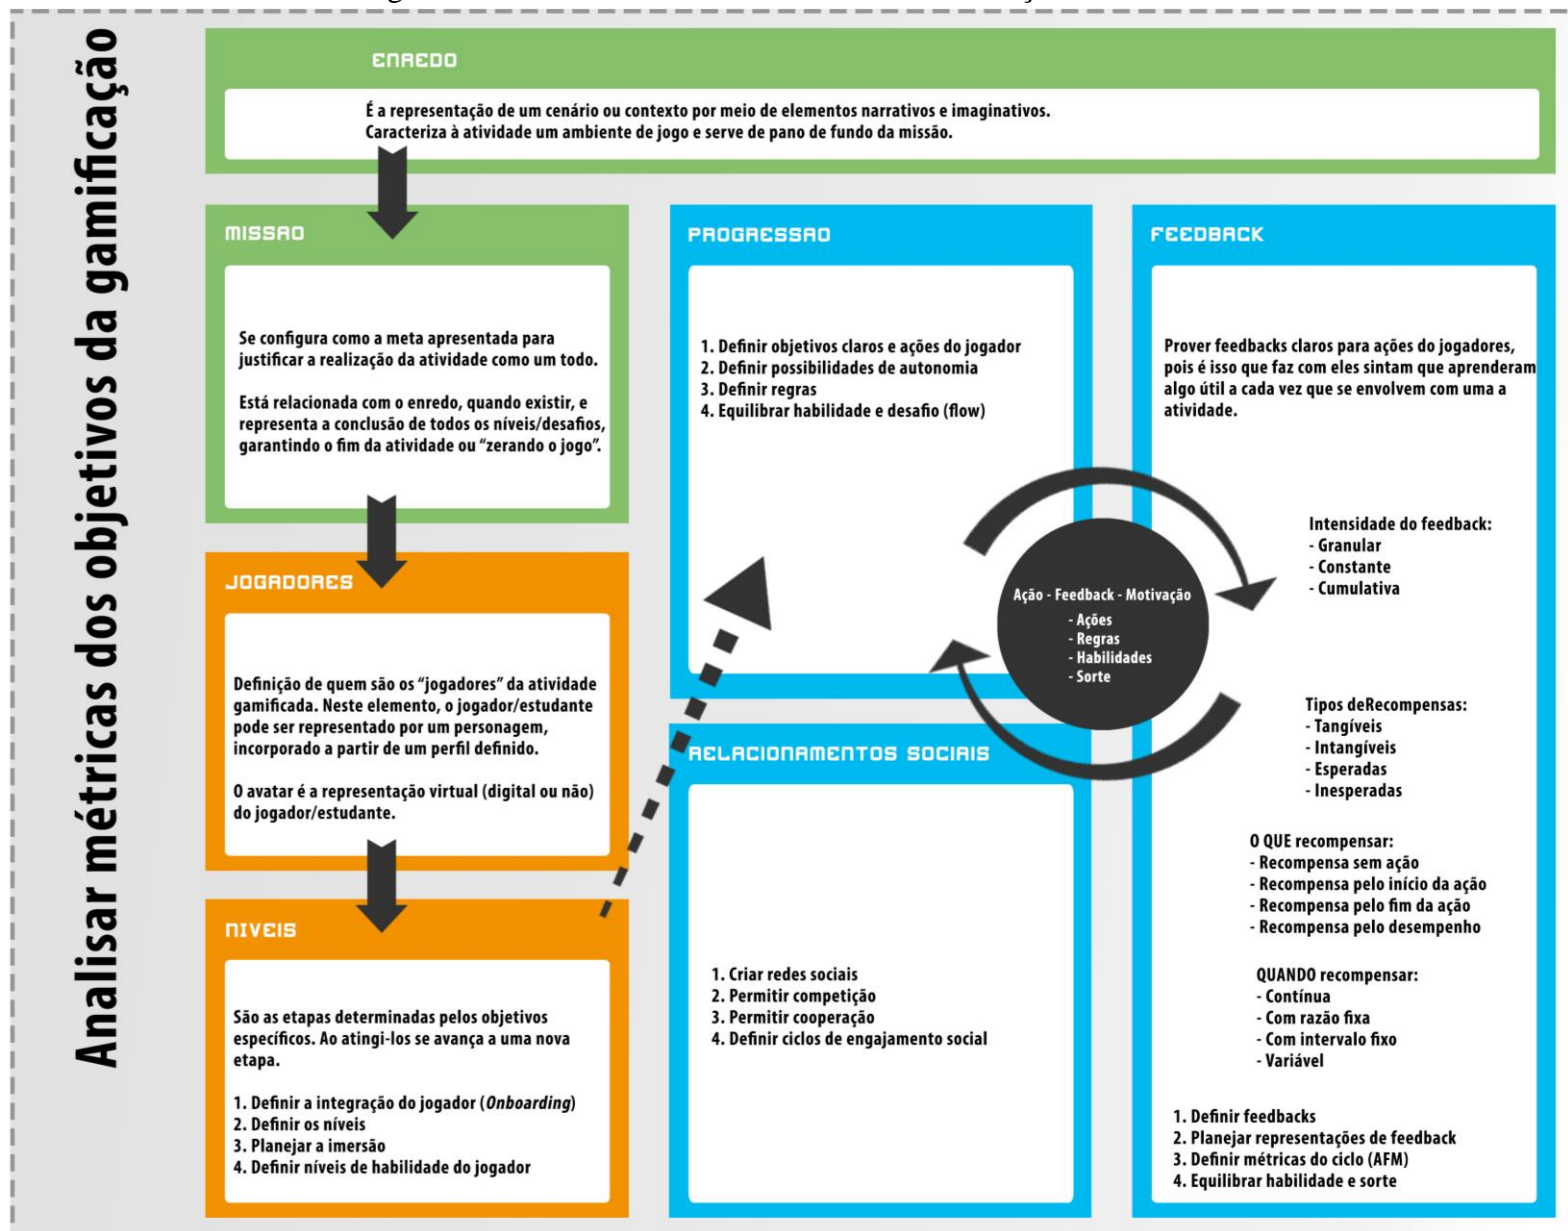 Analisar métricas dos objetivos da gamificação
ENREDO
É a representação de um cenário ou contexto por meio de elementos narrativos e imaginativos.
Caracteriza à atividade um ambiente de jogo e serve de pano de fundo da missão.
MISSAO
Se configura como a meta apresentada para
justificar a realização da atividade como um todo.
Está relacionada com o enredo, quando existir, e
representa a conclusão de todos os níveis/desafios,
garantindo o fim da atividade ou “zerando o jogo”.
JOGADORES
Definição de quem são os “jogadores” da atividade
gamificada. Neste elemento, o jogador/estudante
pode ser representado por um personagem,
incorporado a partir de um perfil definido.
O avatar é a representação virtual (digital ou não)
do jogador/estudante.
NIVEIS
São as etapas determinadas pelos objetivos
específicos. Ao atingi-los se avança a uma nova
etapa.
1. Definir a integração do jogador (Onboarding)
2. Definir os níveis
3. Planejar a imersão
4. Definir níveis de habilidade do jogador
PROGRESSAO
1. Definir objetivos claros e ações do jogador
2. Definir possibilidades de autonomia
3. Definir regras
4. Equilibrar habilidade e desafio (flow)
Ação - Feedback - Motivação
- Ações
- Regras
- Habilidades
- Sorte
RELACIONAMENTOS SOCIAIS
1. Criar redes sociais
2. Permitir competição
3. Permitir cooperação
4. Definir ciclos de engajamento social
FEEDBACK
Prover feedbacks claros para ações do jogadores,
pois é isso que faz com eles sintam que aprenderam
algo útil a cada vez que se envolvem com uma a
atividade.
Intensidade do feedback:
- Granular
- Constante
- Cumulativa
Tipos deRecompensas:
- Tangíveis
- Intangíveis
- Esperadas
- Inesperadas
O QUE recompensar:
- Recompensa sem ação
- Recompensa pelo início da ação
- Recompensa pelo fim da ação
- Recompensa pelo desempenho
QUANDO recompensar:
- Contínua
- Com razão fixa
- Com intervalo fixo
- Variável
1. Definir feedbacks
2. Planejar representações de feedback
3. Definir métricas do ciclo (AFM)
4. Equilibrar habilidade e sorte